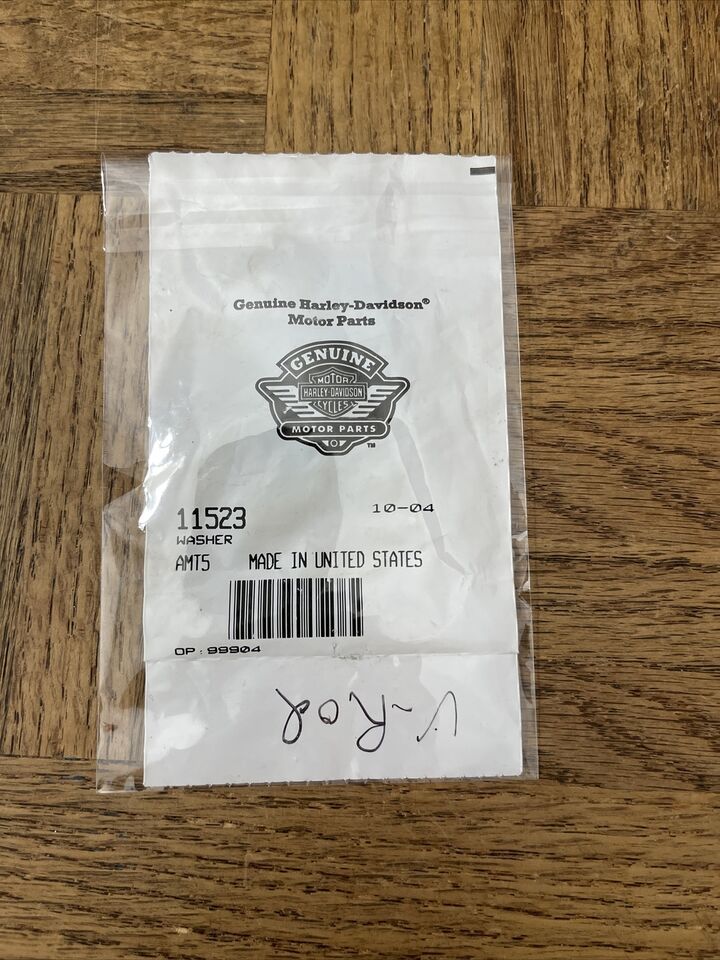 Genuine Harley-Davidson®
Motor Parts
GENUINE
MOTOR
HARLEY-DAVIDSON
CYCLES
MOTOR PARTS
TM
10-04
11523
WASHER
AMT5 MADE IN UNITED STATES
OP: 99904
V-Rod